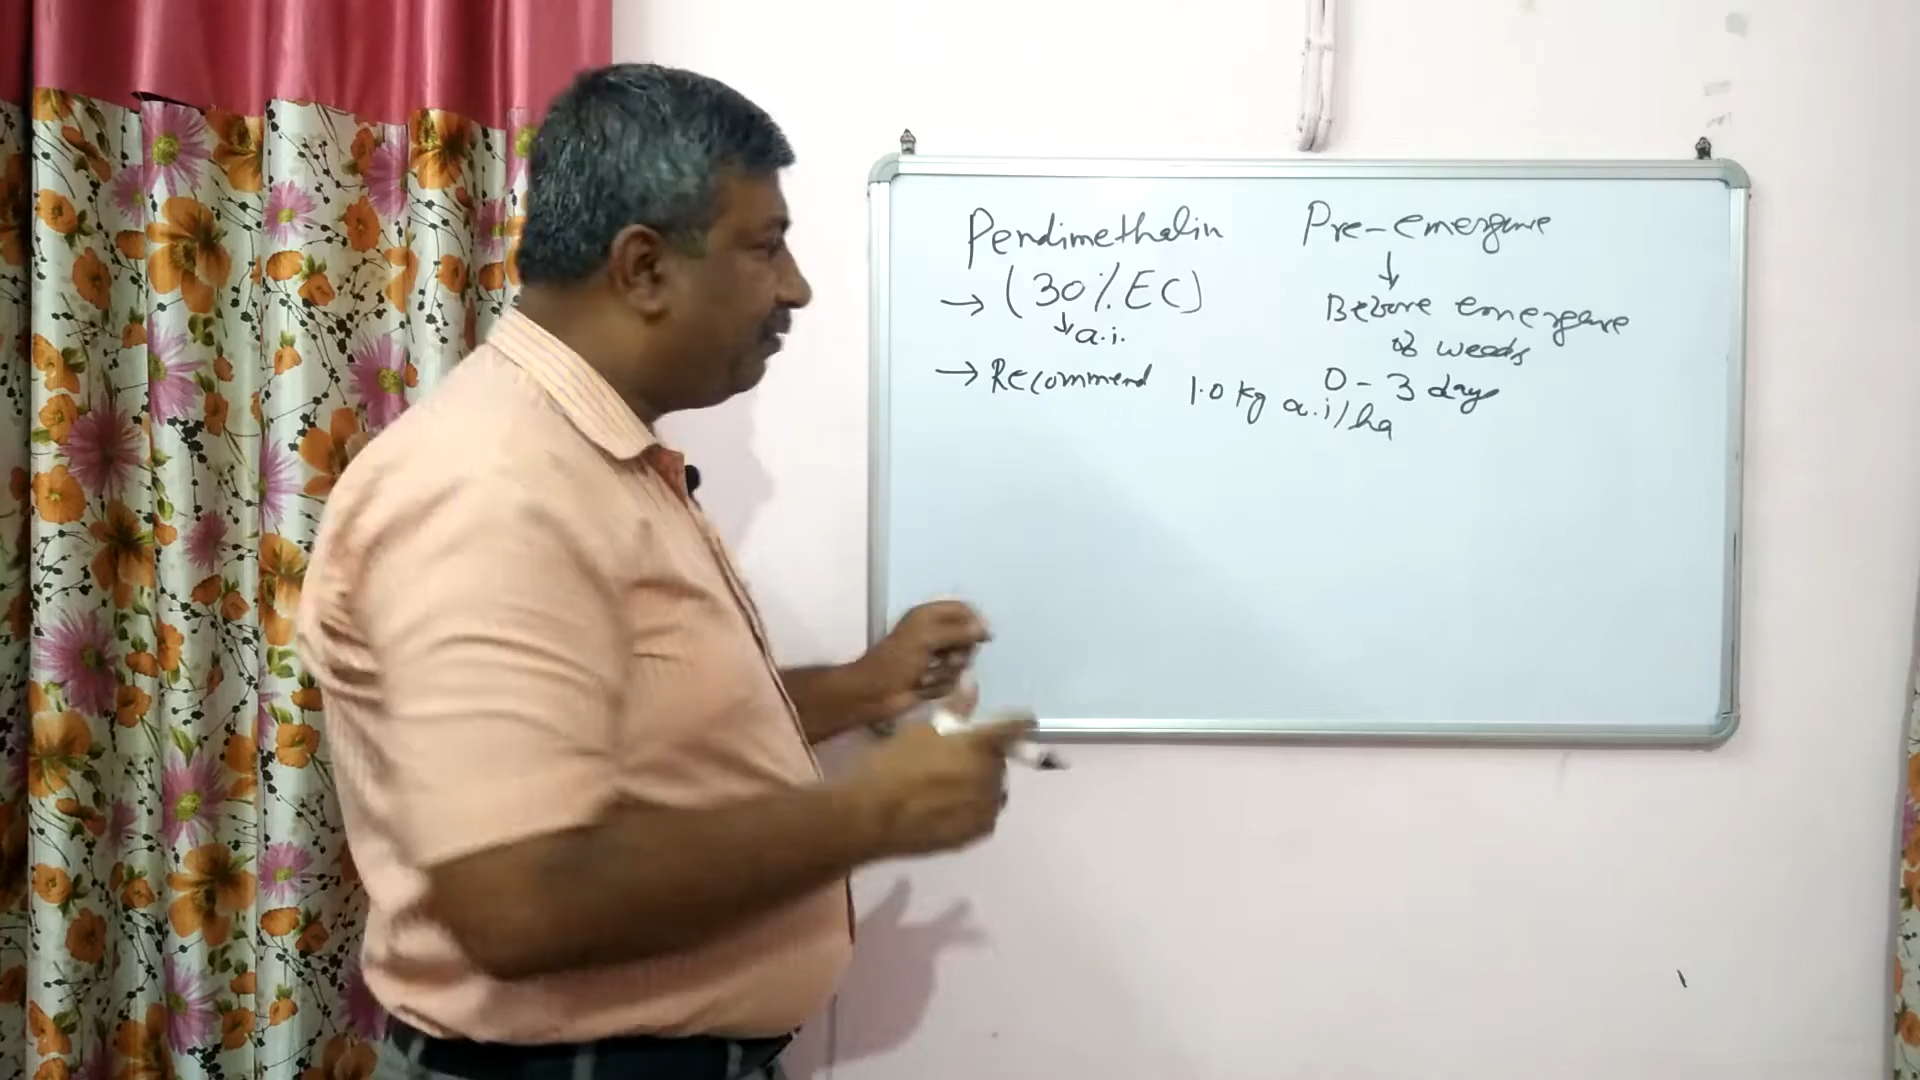 Pendimethalin
→ (30% EC)
↓ a.i.
→ Recommend 1.0 kg a.i/ha
Pre-emergence
↓
Before emergence
of weeds
0 - 3 days